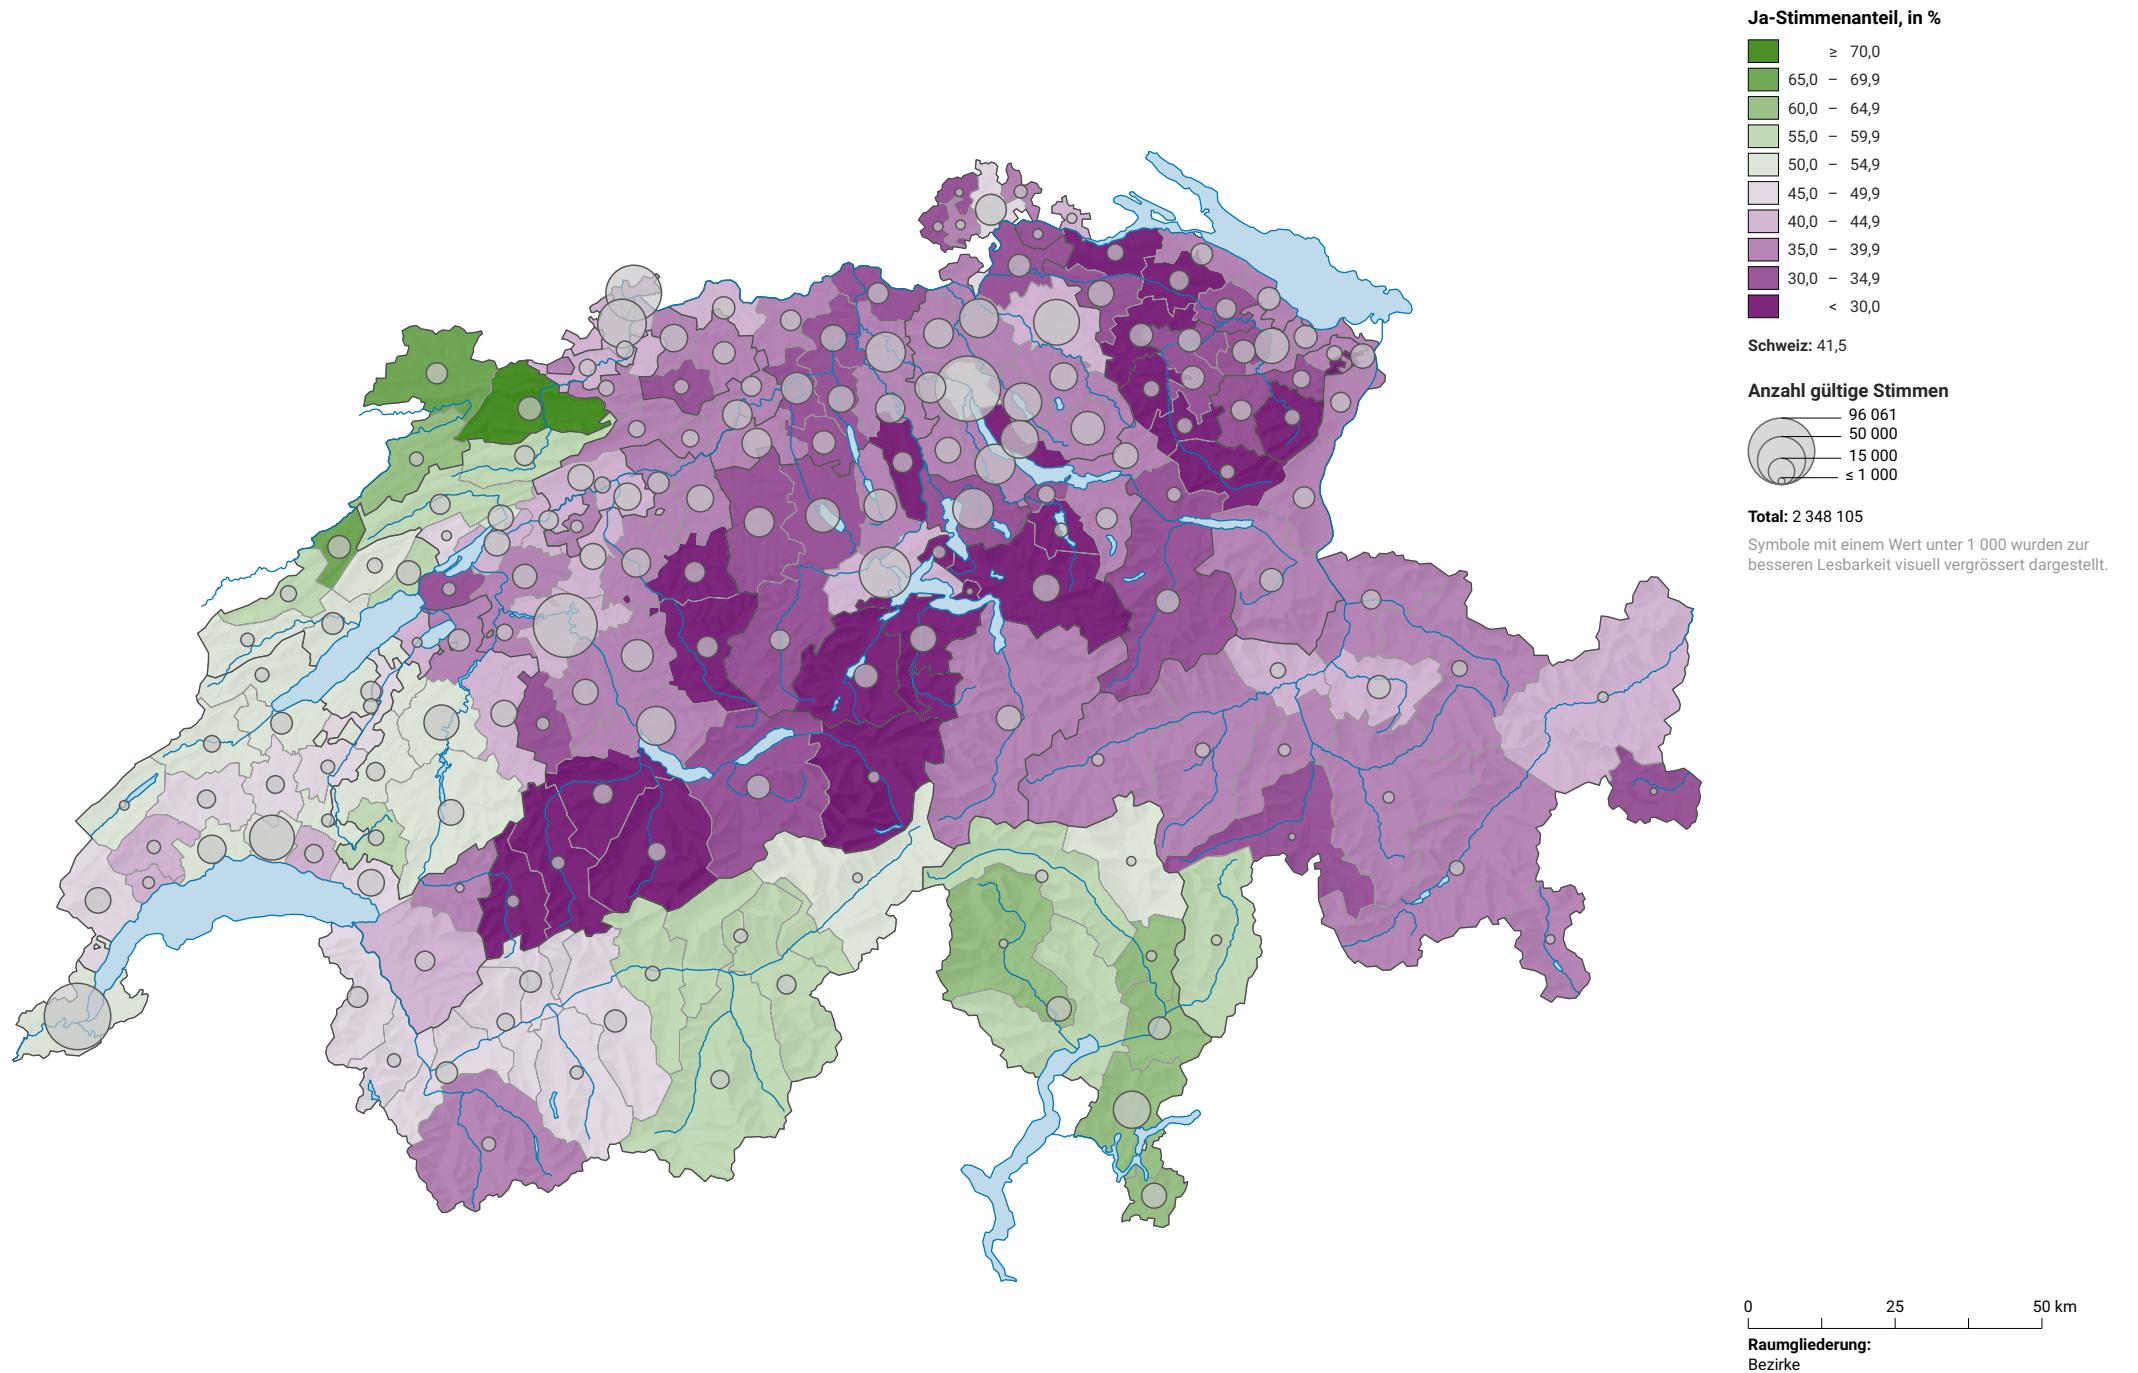 Ja-Stimmenanteil, in %
≥ 70,0
65,0 – 69,9
60,0 – 64,9
55,0 – 59,9
50,0 – 54,9
45,0 – 49,9
40,0 – 44,9
35,0 – 39,9
30,0 – 34,9
< 30,0
Schweiz: 41,5
Anzahl gültige Stimmen
96 061
50 000
15 000
≤ 1 000
Total: 2 348 105
Symbole mit einem Wert unter 1 000 wurden zur
besseren Lesbarkeit visuell vergrössert dargestellt.
0 25 50 km
Raumgliederung:
Bezirke